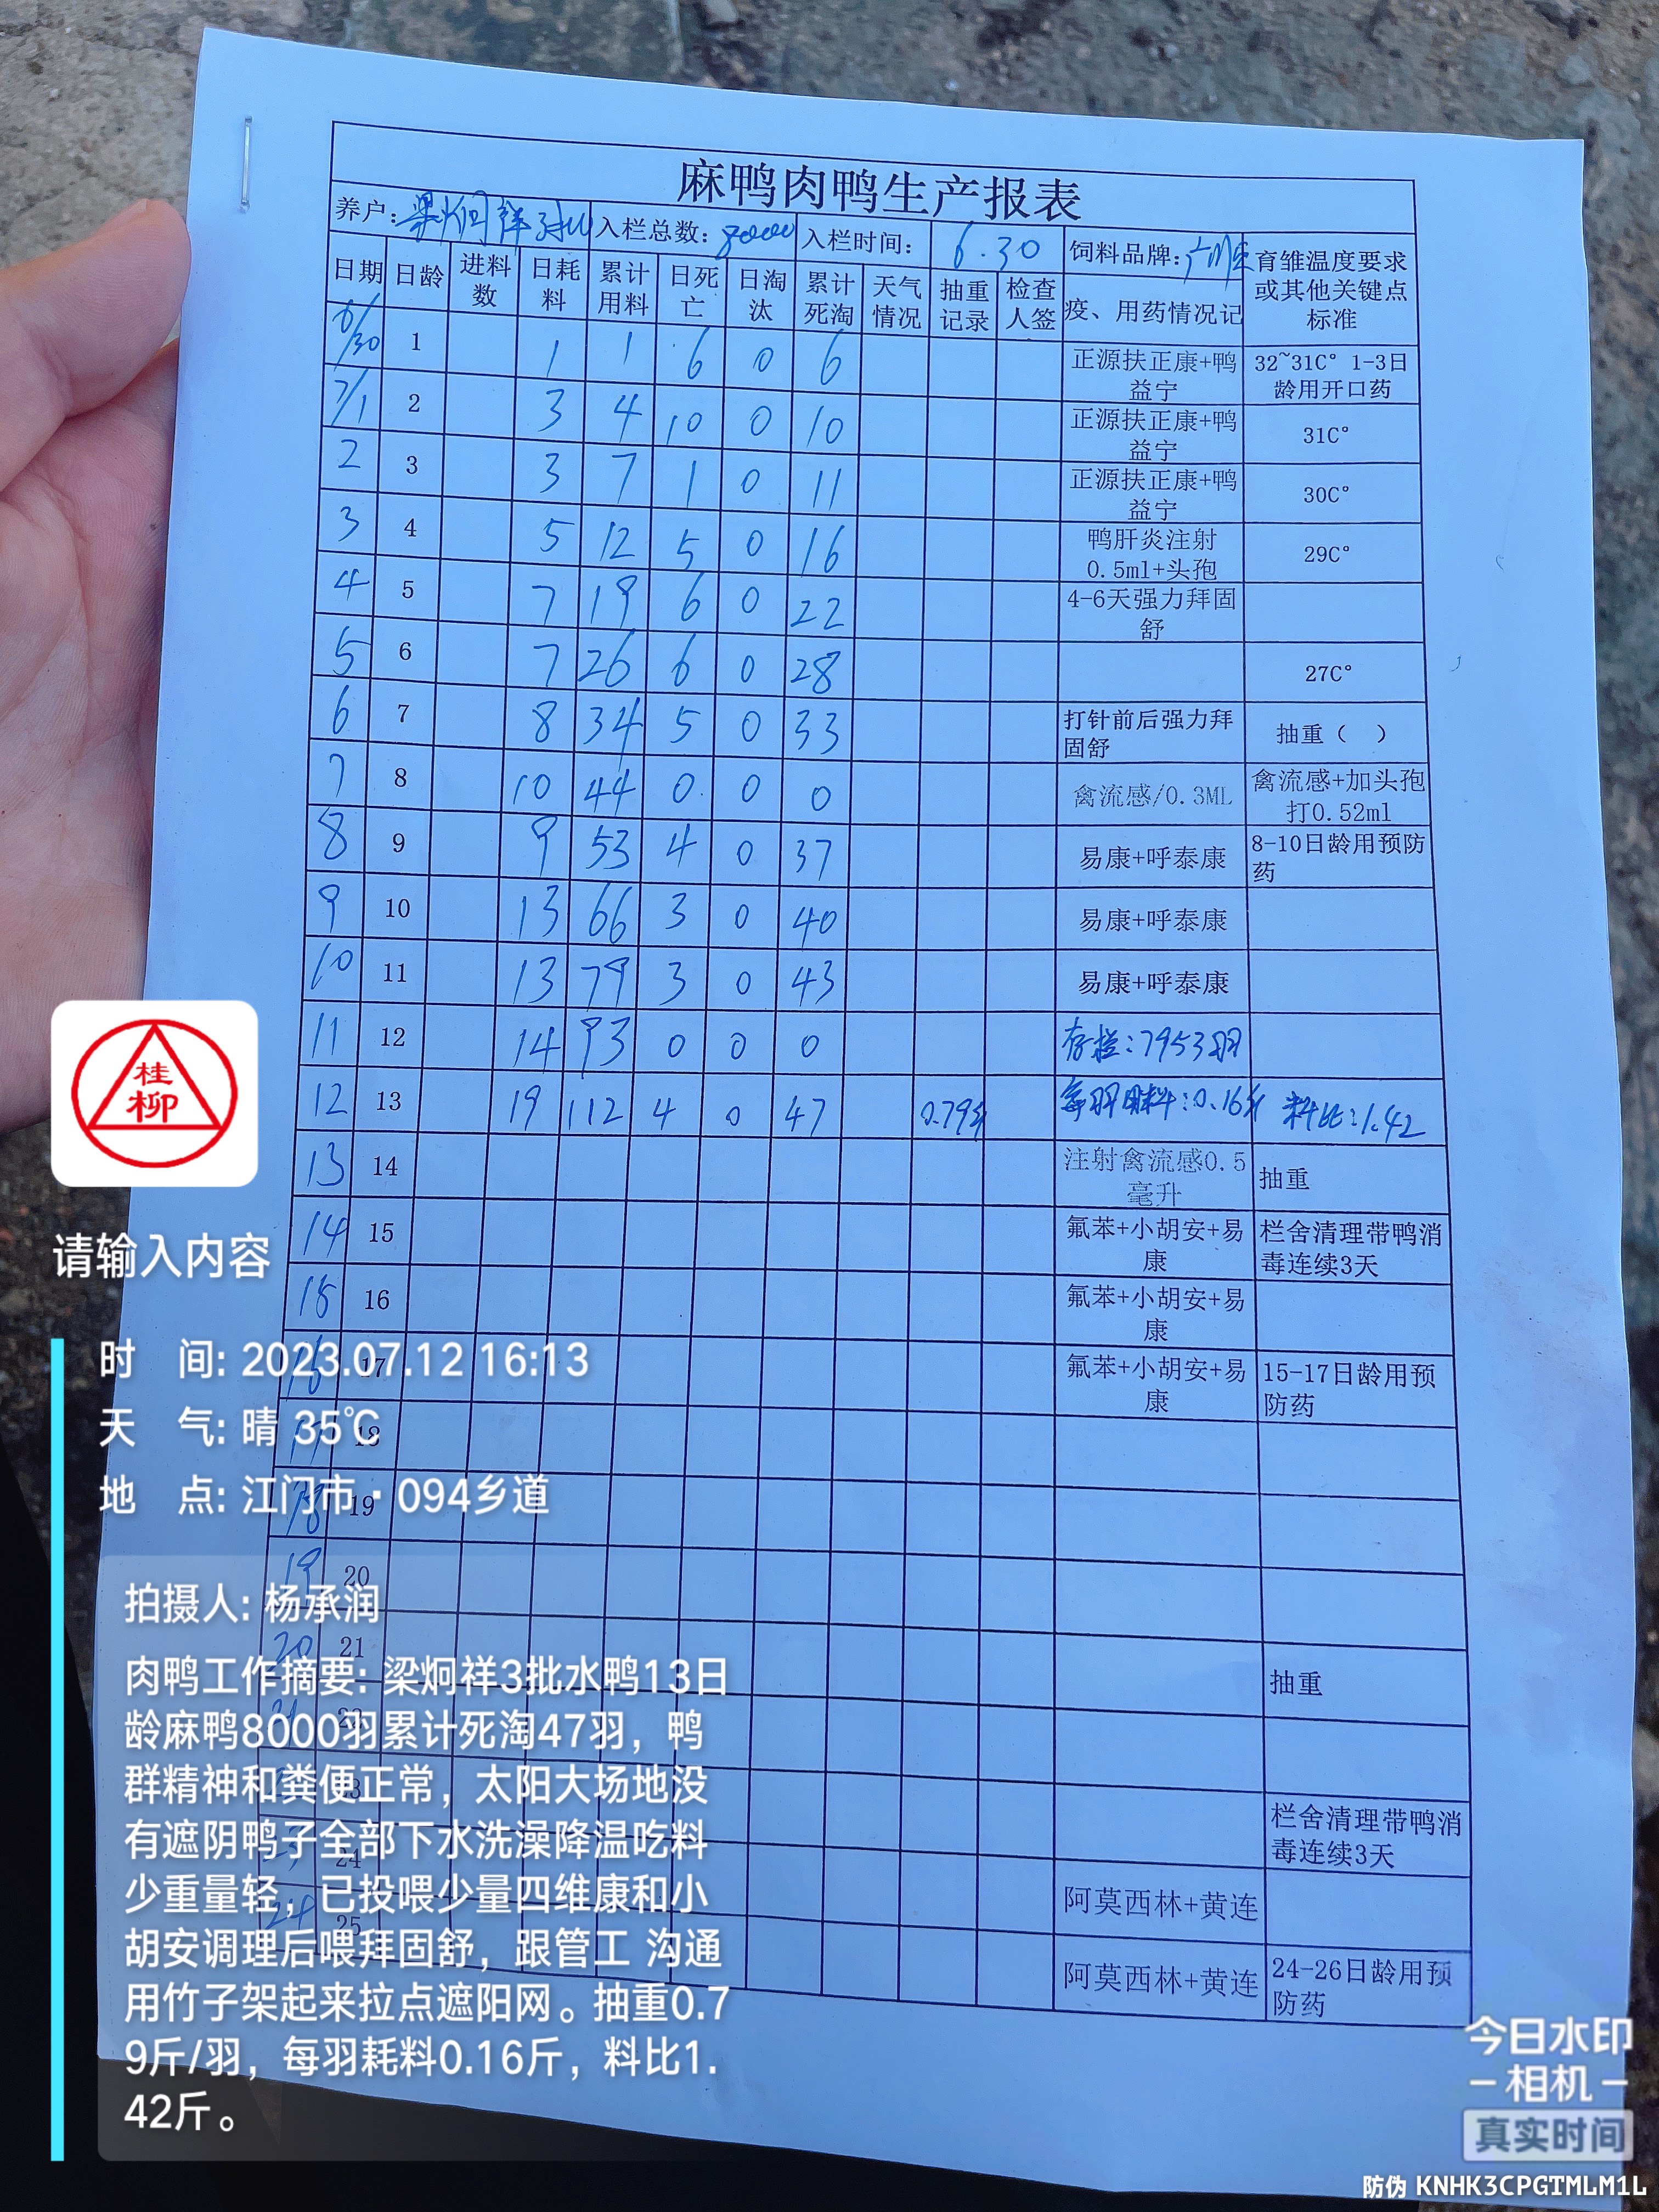 麻鸭肉鸭生产报表
养户: 梁炯祥 入栏总数: 8000 入栏时间: 6.30 饲料品牌: 育雏温度要求或其他关键点标准
日期 日龄 进料数 日耗料 累计用料 日死亡 日淘汰 累计死淘 天气情况 抽重记录 检查人签 疫、用药情况记
6/30 1 1 1 6 0 6 正源扶正康+鸭益宁 32~31C° 1-3日龄用开口药
7/1 2 3 4 10 0 10 正源扶正康+鸭益宁 31C°
2 3 3 7 1 0 11 正源扶正康+鸭益宁 30C°
3 4 5 12 5 0 16 鸭肝炎注射0.5ml+头孢 29C°
4 5 7 19 6 0 22 4-6天强力拜固舒
5 6 7 26 6 0 28 27C°
6 7 8 34 5 0 33 打针前后强力拜固舒 抽重（ ）
7 8 10 44 0 0 0 禽流感/0.3ML 禽流感+加头孢打0.52ml
8 9 9 53 4 0 37 易康+呼泰康 8-10日龄用预防药
9 10 13 66 3 0 40 易康+呼泰康
10 11 13 79 3 0 43 易康+呼泰康
11 12 14 93 0 0 0 存栏:7953羽
12 13 19 112 4 0 47 0.79斤 每羽用料:0.16斤 料比:1.42
13 14 注射禽流感0.5毫升 抽重
14 15 氟苯+小胡安+易康 栏舍清理带鸭消毒连续3天
15 16 氟苯+小胡安+易康
16 17 氟苯+小胡安+易康 15-17日龄用预防药
17 18
18 19
19 20
20 21 抽重
21 22
23 栏舍清理带鸭消毒连续3天
24 阿莫西林+黄连
24 25 阿莫西林+黄连 24-26日龄用预防药
桂
柳
请输入内容
时 间: 2023.07.12 16:13
天 气: 晴 35℃
地 点: 江门市·094乡道
拍摄人: 杨承润
肉鸭工作摘要: 梁炯祥3批水鸭13日
龄麻鸭8000羽累计死淘47羽，鸭
群精神和粪便正常，太阳大场地没
有遮阴鸭子全部下水洗澡降温吃料
少重量轻，已投喂少量四维康和小
胡安调理后喂拜固舒，跟管工 沟通
用竹子架起来拉点遮阳网。抽重0.7
9斤/羽，每羽耗料0.16斤，料比1.
42斤。
今日水印
-相机-
真实时间
防伪 KNHK3CPGTMLM1L